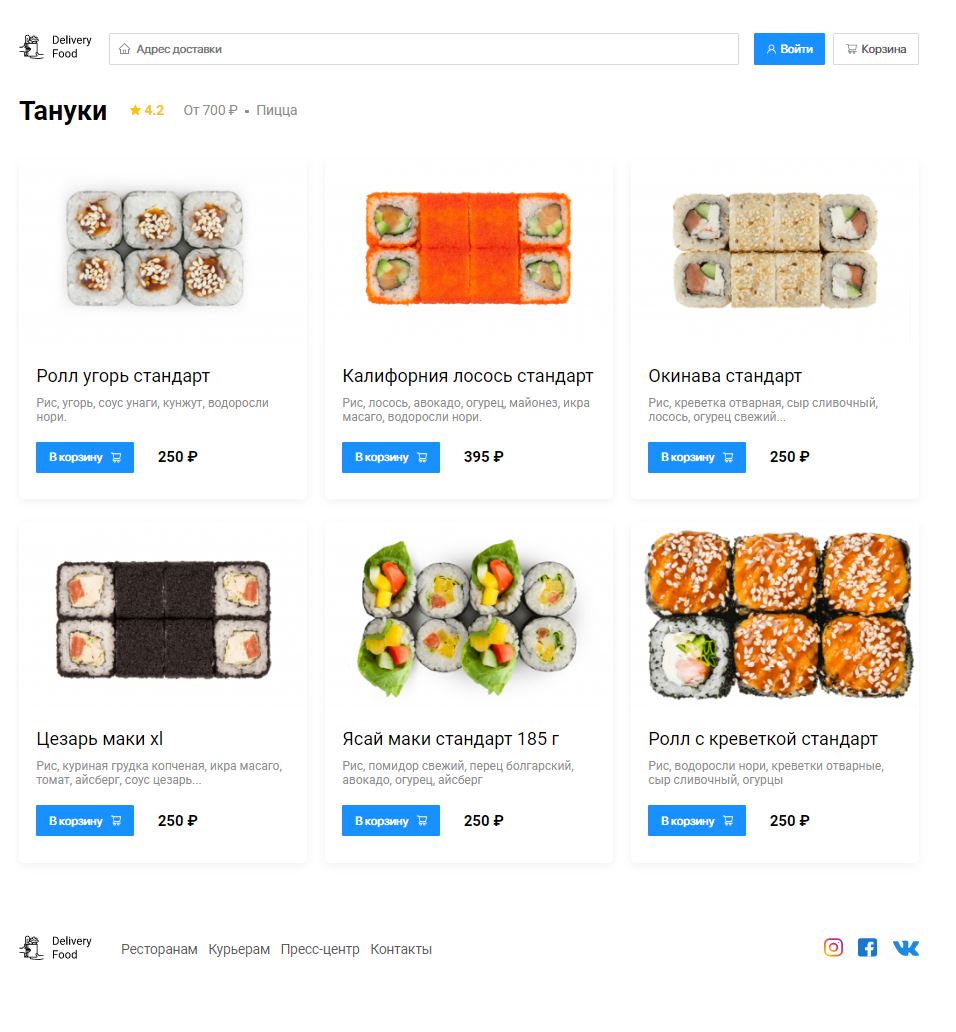 Delivery
Food
Адрес доставки
Войти
Корзина
Тануки
4.2
От 700 ₽
Пицца
Ролл угорь стандарт
Рис, угорь, соус унаги, кунжут, водоросли
нори.
В корзину
250 ₽
Калифорния лосось стандарт
Рис, лосось, авокадо, огурец, майонез, икра
масаго, водоросли нори.
В корзину
395 ₽
Окинава стандарт
Рис, креветка отварная, сыр сливочный,
лосось, огурец свежий...
В корзину
250 ₽
Цезарь маки хl
Рис, куриная грудка копченая, икра масаго,
томат, айсберг, соус цезарь...
В корзину
250 ₽
Ясай маки стандарт 185 г
Рис, помидор свежий, перец болгарский,
авокадо, огурец, айсберг
В корзину
250 ₽
Ролл с креветкой стандарт
Рис, водоросли нори, креветки отварные,
сыр сливочный, огурцы
В корзину
250 ₽
Delivery
Food
Ресторанам
Курьерам
Пресс-центр
Контакты